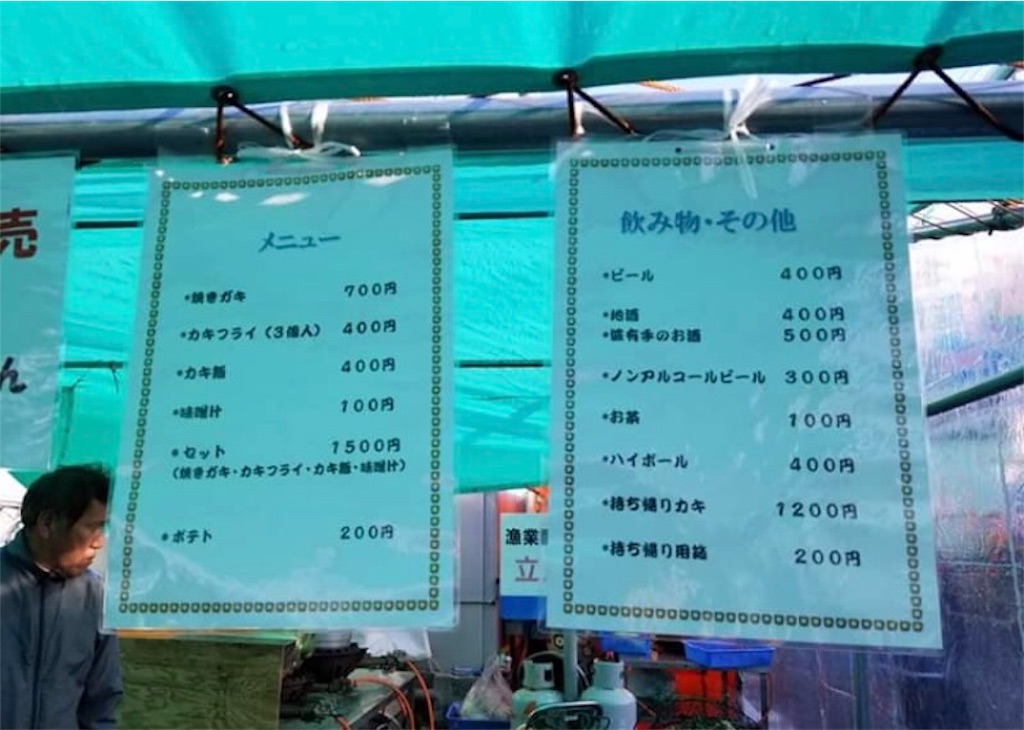 売
ん
メニュー
*焼きガキ 700円
*カキフライ(3個入) 400円
*カキ飯 400円
*味噌汁 100円
*セット 1500円
(焼きガキ・カキフライ・カキ飯・味噌汁)
*ポテト 200円
飲み物・その他
*ビール 400円
*地酒 400円
*のお酒 500円
*ノンアルコールビール 300円
*お茶 100円
*ハイボール 400円
*持ち帰りカキ 1200円
*持ち帰り用 200円
漁業
立